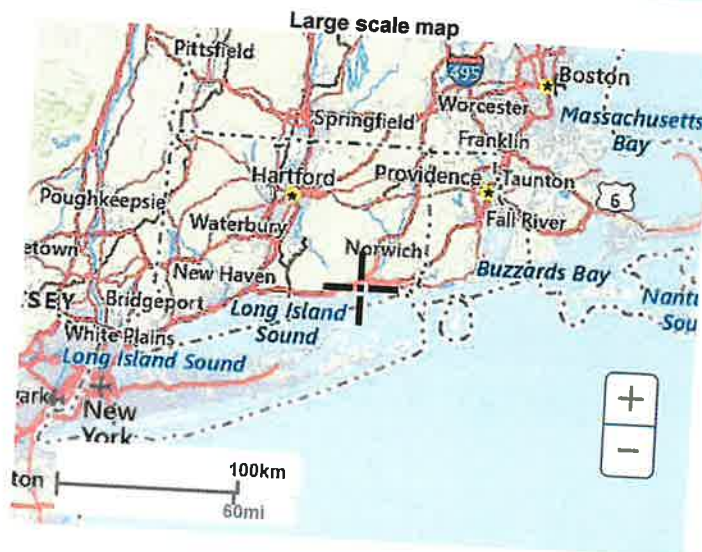 Large scale map
Pittsfield
495
Boston
Worcester
Massachusetts
Bay
Springfield
Franklin
Hartford
Providence
Taunton
6
Poughkeepsie
Fall River
Waterbury
etown
Norwich
New Haven
Buzzards Bay
SEY
Bridgeport
Long Island
Sound
Nantu
Sou
White Plains
Long Island Sound
ark
New
York
+
−
ton
100km
60mi